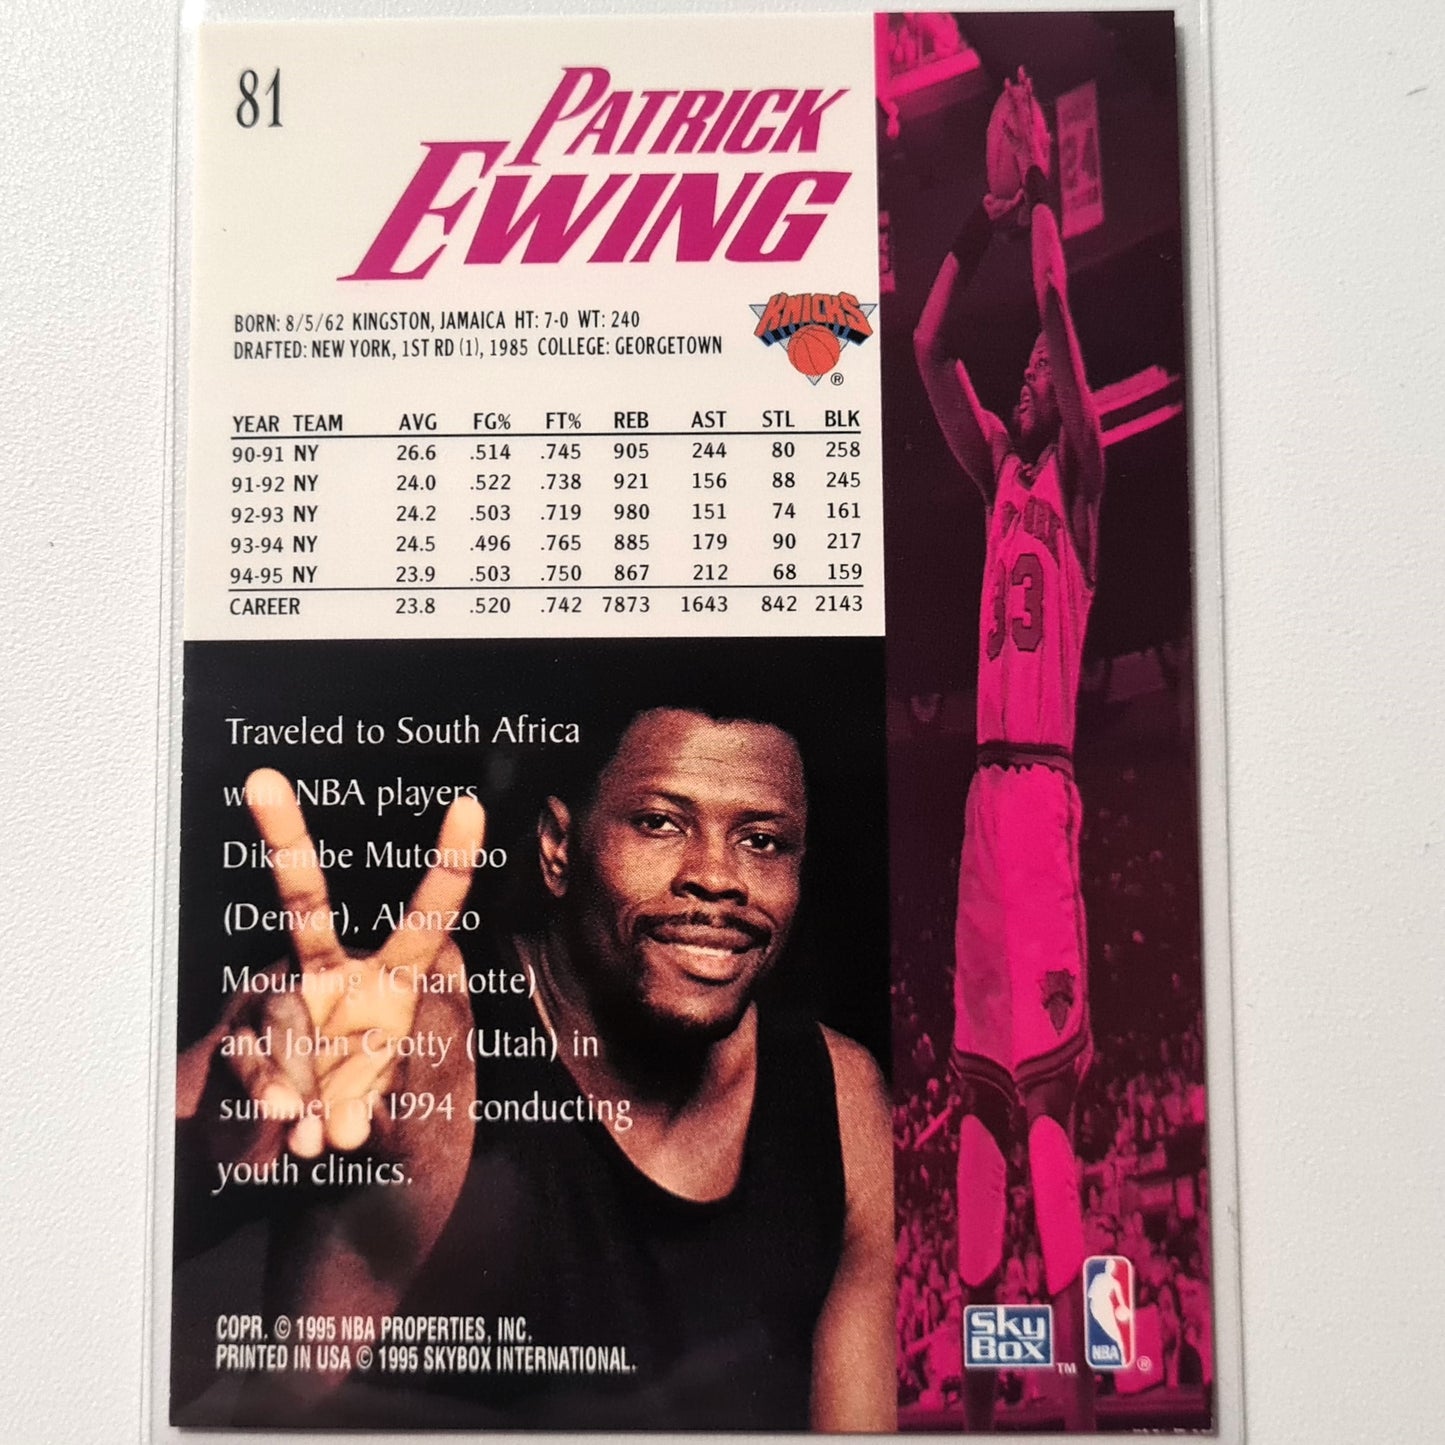 81
PATRICK
EWING
KNICKS
®
BORN: 8/5/62 KINGSTON, JAMAICA HT: 7-0 WT: 240
DRAFTED: NEW YORK, 1ST RD (1), 1985 COLLEGE: GEORGETOWN
YEAR TEAM AVG FG% FT% REB AST STL BLK
90-91 NY 26.6 .514 .745 905 244 80 258
91-92 NY 24.0 .522 .738 921 156 88 245
92-93 NY 24.2 .503 .719 980 151 74 161
93-94 NY 24.5 .496 .765 885 179 90 217
94-95 NY 23.9 .503 .750 867 212 68 159
CAREER 23.8 .520 .742 7873 1643 842 2143
33
Traveled to South Africa
with NBA players
Dikembe Mutombo
(Denver), Alonzo
Mourning (Charlotte)
and John Crotty (Utah) in
summer of 1994 conducting
youth clinics.
COPR. © 1995 NBA PROPERTIES, INC.
PRINTED IN USA © 1995 SKYBOX INTERNATIONAL.
SkyBox ™
NBA ®